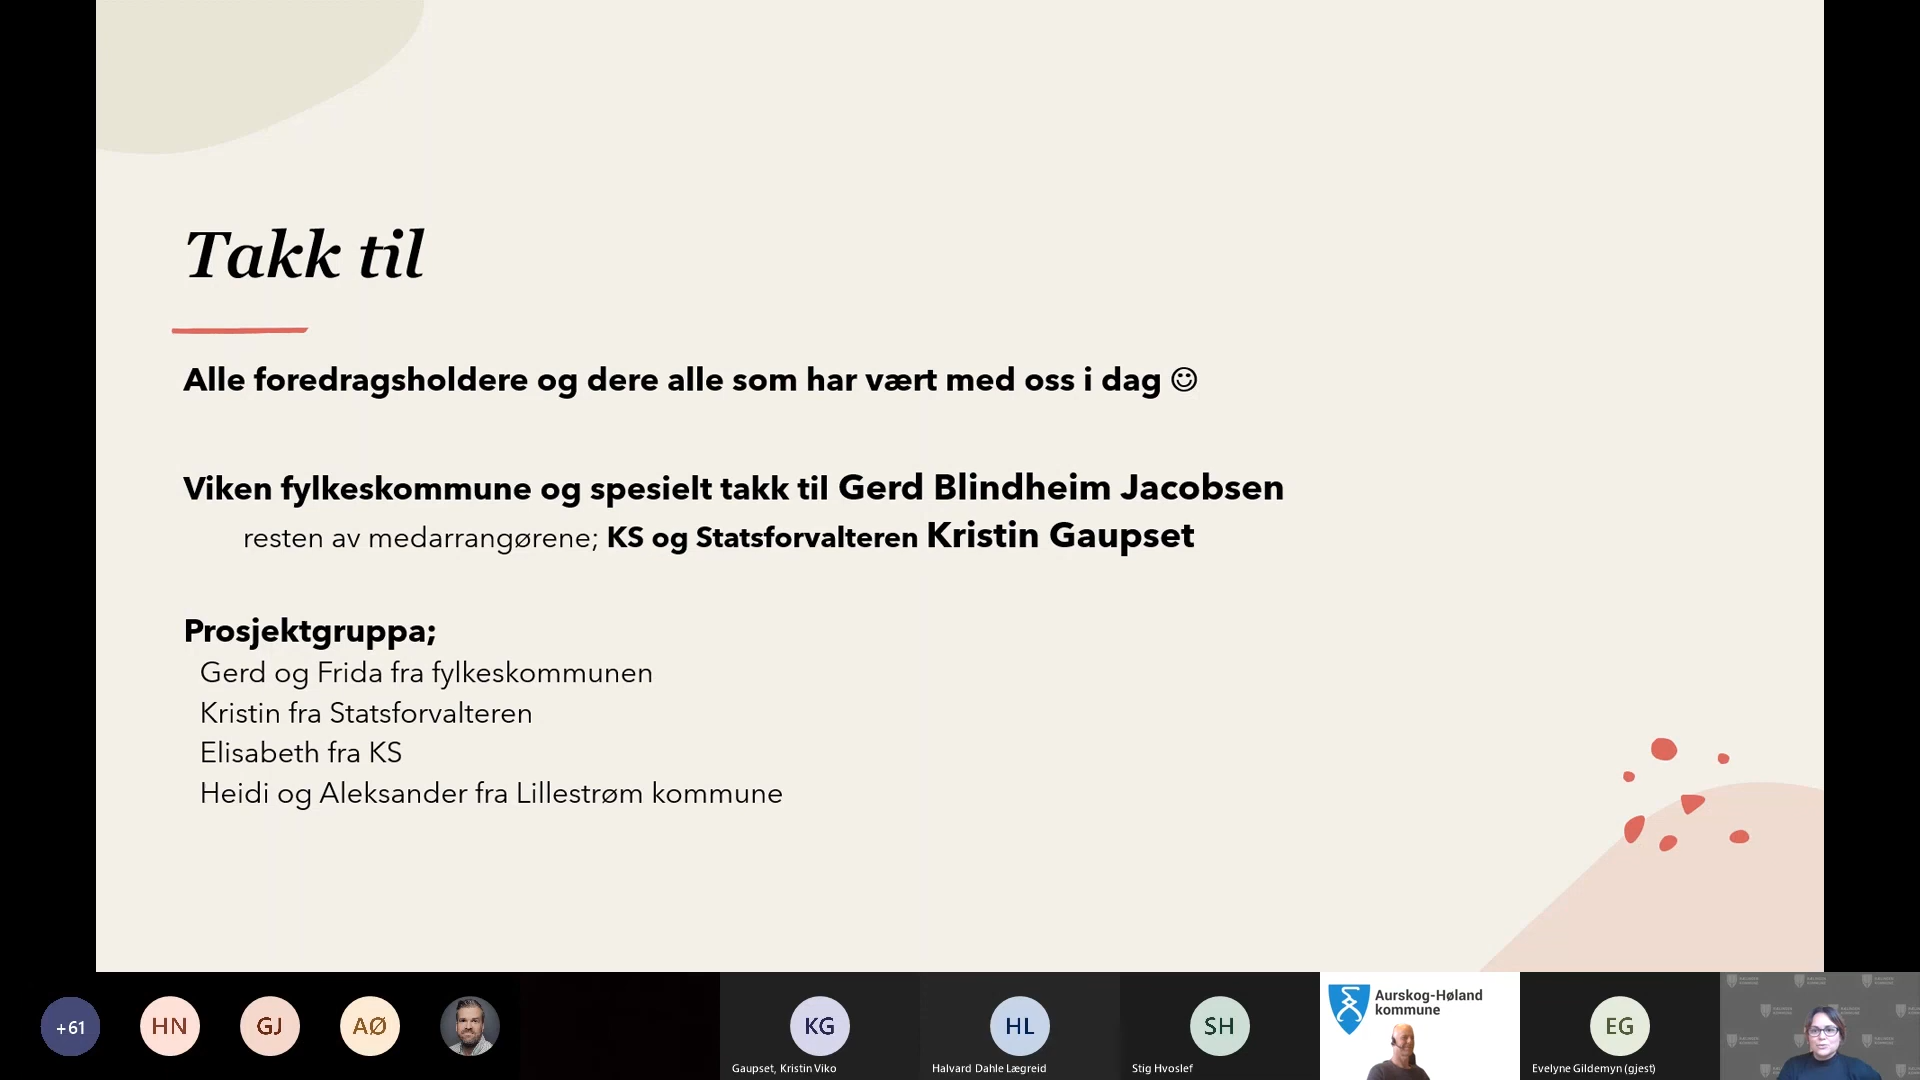 Takk til
Alle foredragsholdere og dere alle som har vært med oss i dag ☺
Viken fylkeskommune og spesielt takk til Gerd Blindheim Jacobsen
resten av medarrangørene; KS og Statsforvalteren Kristin Gaupset
Prosjektgruppa;
Gerd og Frida fra fylkeskommunen
Kristin fra Statsforvalteren
Elisabeth fra KS
Heidi og Aleksander fra Lillestrøm kommune
+61
HN
GJ
AØ
KG
Gaupset, Kristin Viko
HL
Halvard Dahle Lægreid
SH
Stig Hvoslef
Aurskog-Høland
kommune
EG
Evelyne Gildemyn (gjest)